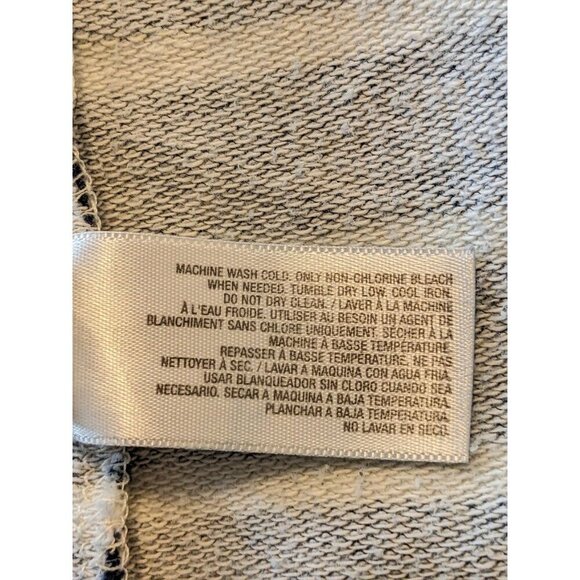 MACHINE WASH COLD. ONLY NON-CHLORINE BLEACH
WHEN NEEDED. TUMBLE DRY LOW. COOL IRON.
DO NOT DRY CLEAN. / LAVER À LA MACHINE
À L'EAU FROIDE. UTILISER AU BESOIN UN AGENT DE
BLANCHIMENT SANS CHLORE UNIQUEMENT. SÉCHER À LA
MACHINE À BASSE TEMPÉRATURE.
REPASSER À BASSE TEMPÉRATURE. NE PAS
NETTOYER À SEC. / LAVAR A MAQUINA CON AGUA FRIA.
USAR BLANQUEADOR SIN CLORO CUANDO SEA
NECESARIO. SECAR A MAQUINA A BAJA TEMPERATURA.
PLANCHAR A BAJA TEMPERATURA.
NO LAVAR EN SECO.